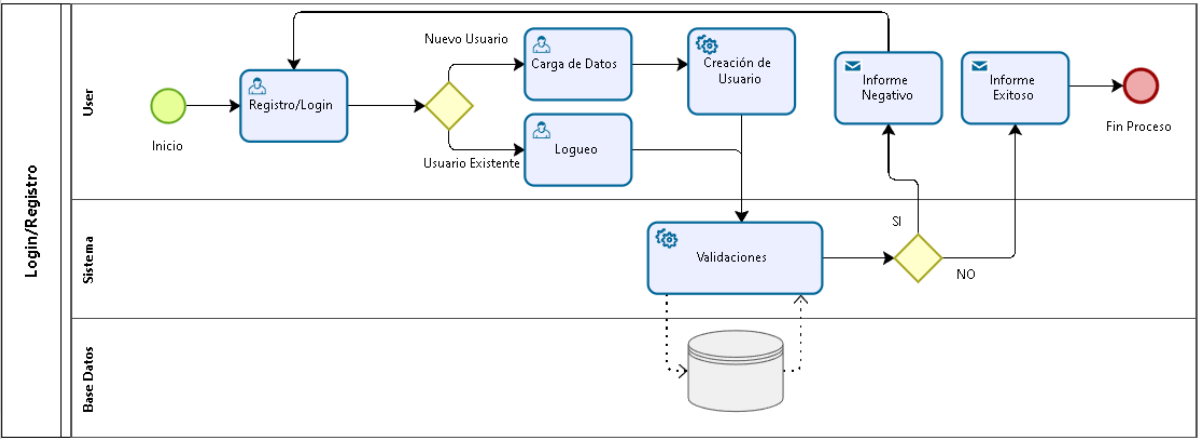 Login/Registro
User
Inicio
Registro/Login
Nuevo Usuario
Usuario Existente
Carga de Datos
Logueo
Creación de
Usuario
Informe
Negativo
Informe
Exitoso
Fin Proceso
Sistema
Validaciones
SI
NO
Base Datos